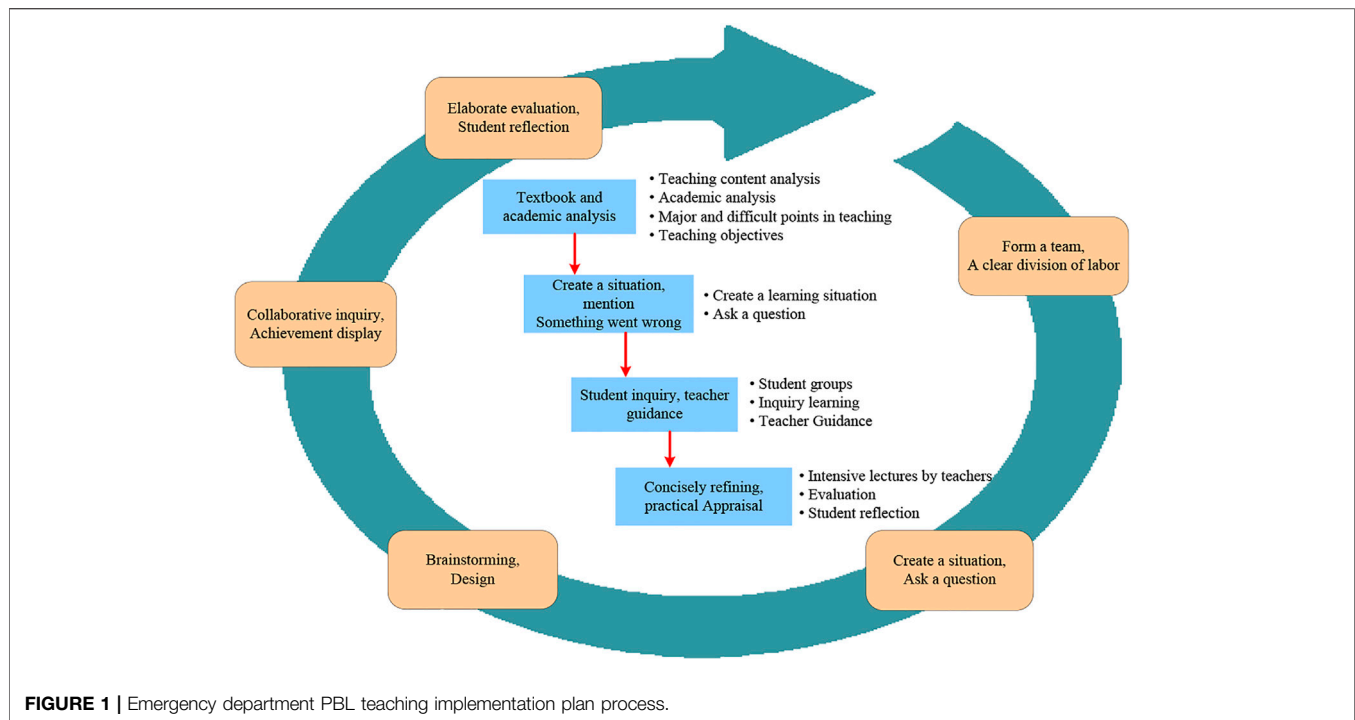 Elaborate evaluation,
Student reflection
Textbook and
academic analysis
• Teaching content analysis
• Academic analysis
• Major and difficult points in teaching
• Teaching objectives
Form a team,
A clear division of labor
Create a situation,
mention
Something went wrong
• Create a learning situation
• Ask a question
Collaborative inquiry,
Achievement display
Student inquiry, teacher
guidance
• Student groups
• Inquiry learning
• Teacher Guidance
Concisely refining,
practical Appraisal
• Intensive lectures by teachers
• Evaluation
• Student reflection
Brainstorming,
Design
Create a situation,
Ask a question
FIGURE 1 | Emergency department PBL teaching implementation plan process.